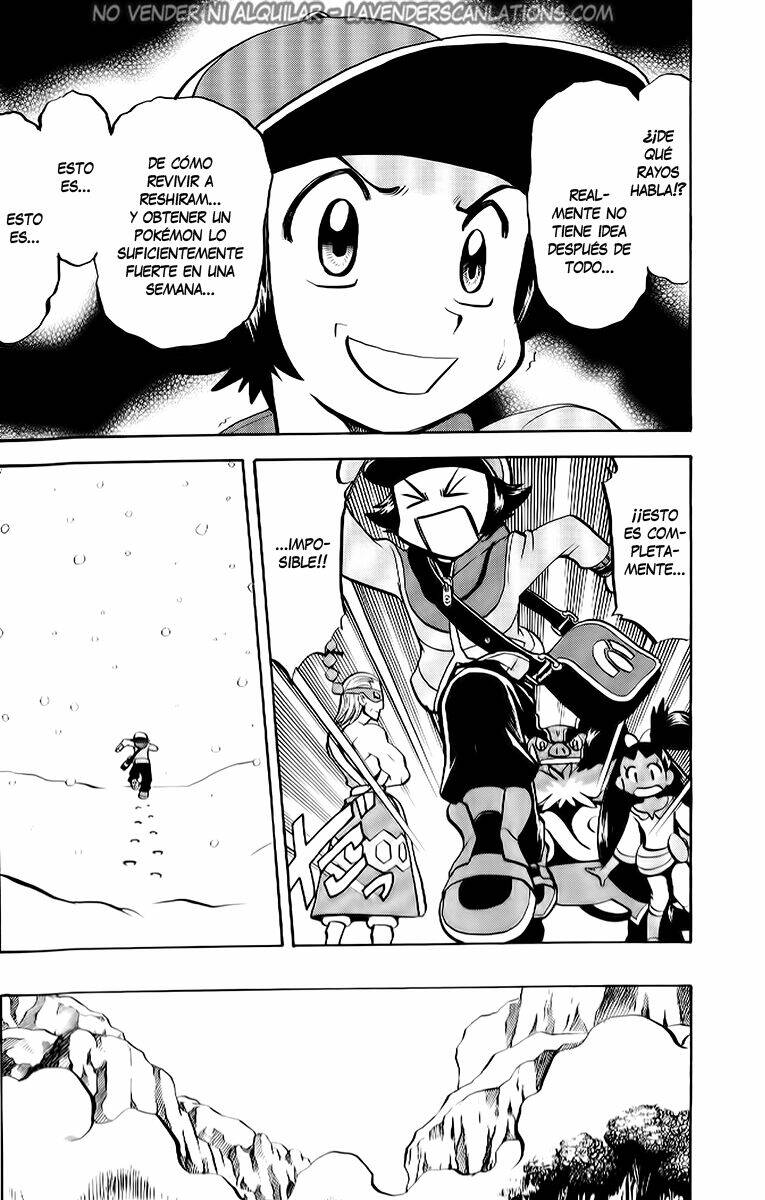 NO VENDER NI ALQUILAR - LAVENDERSCANLATIONS.COM
¿¡DE
QUÉ
RAYOS
HABLA!?
REAL-
MENTE NO
TIENE IDEA
DESPUÉS DE
TODO...
DE CÓMO
REVIVIR A
RESHIRAM...
Y OBTENER UN
POKÉMON LO
SUFICIENTEMENTE
FUERTE EN UNA
SEMANA...
ESTO
ES...
ESTO
ES...
¡¡ESTO
ES COM-
PLETA-
MENTE...
...IMPO-
SIBLE!!